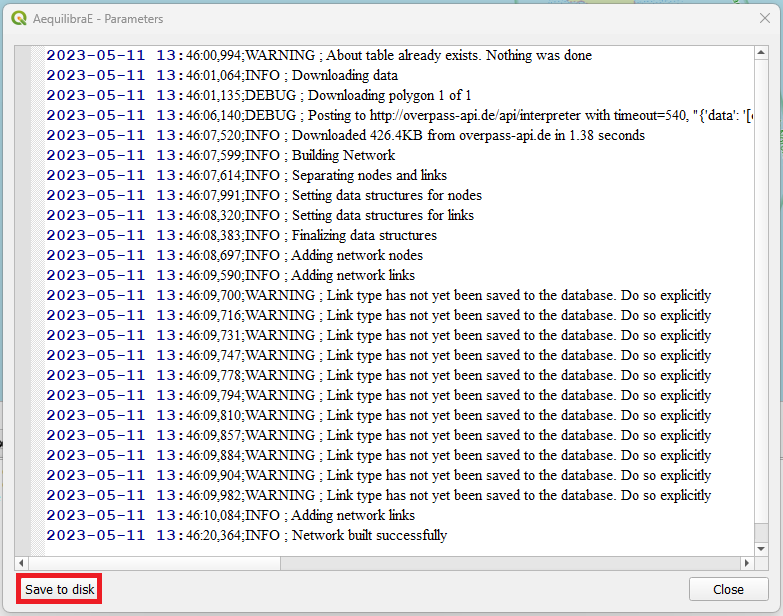 AequilibraE - Parameters
2023-05-11 13:46:00,994;WARNING ; About table already exists. Nothing was done
2023-05-11 13:46:01,064;INFO ; Downloading data
2023-05-11 13:46:01,135;DEBUG ; Downloading polygon 1 of 1
2023-05-11 13:46:06,140;DEBUG ; Posting to http://overpass-api.de/api/interpreter with timeout=540, "{'data': '[
2023-05-11 13:46:07,520;INFO ; Downloaded 426.4KB from overpass-api.de in 1.38 seconds
2023-05-11 13:46:07,599;INFO ; Building Network
2023-05-11 13:46:07,614;INFO ; Separating nodes and links
2023-05-11 13:46:07,991;INFO ; Setting data structures for nodes
2023-05-11 13:46:08,320;INFO ; Setting data structures for links
2023-05-11 13:46:08,383;INFO ; Finalizing data structures
2023-05-11 13:46:08,697;INFO ; Adding network nodes
2023-05-11 13:46:09,590;INFO ; Adding network links
2023-05-11 13:46:09,700;WARNING ; Link type has not yet been saved to the database. Do so explicitly
2023-05-11 13:46:09,716;WARNING ; Link type has not yet been saved to the database. Do so explicitly
2023-05-11 13:46:09,731;WARNING ; Link type has not yet been saved to the database. Do so explicitly
2023-05-11 13:46:09,747;WARNING ; Link type has not yet been saved to the database. Do so explicitly
2023-05-11 13:46:09,778;WARNING ; Link type has not yet been saved to the database. Do so explicitly
2023-05-11 13:46:09,794;WARNING ; Link type has not yet been saved to the database. Do so explicitly
2023-05-11 13:46:09,810;WARNING ; Link type has not yet been saved to the database. Do so explicitly
2023-05-11 13:46:09,857;WARNING ; Link type has not yet been saved to the database. Do so explicitly
2023-05-11 13:46:09,884;WARNING ; Link type has not yet been saved to the database. Do so explicitly
2023-05-11 13:46:09,904;WARNING ; Link type has not yet been saved to the database. Do so explicitly
2023-05-11 13:46:09,982;WARNING ; Link type has not yet been saved to the database. Do so explicitly
2023-05-11 13:46:10,084;INFO ; Adding network links
2023-05-11 13:46:20,364;INFO ; Network built successfully
Save to disk
Close